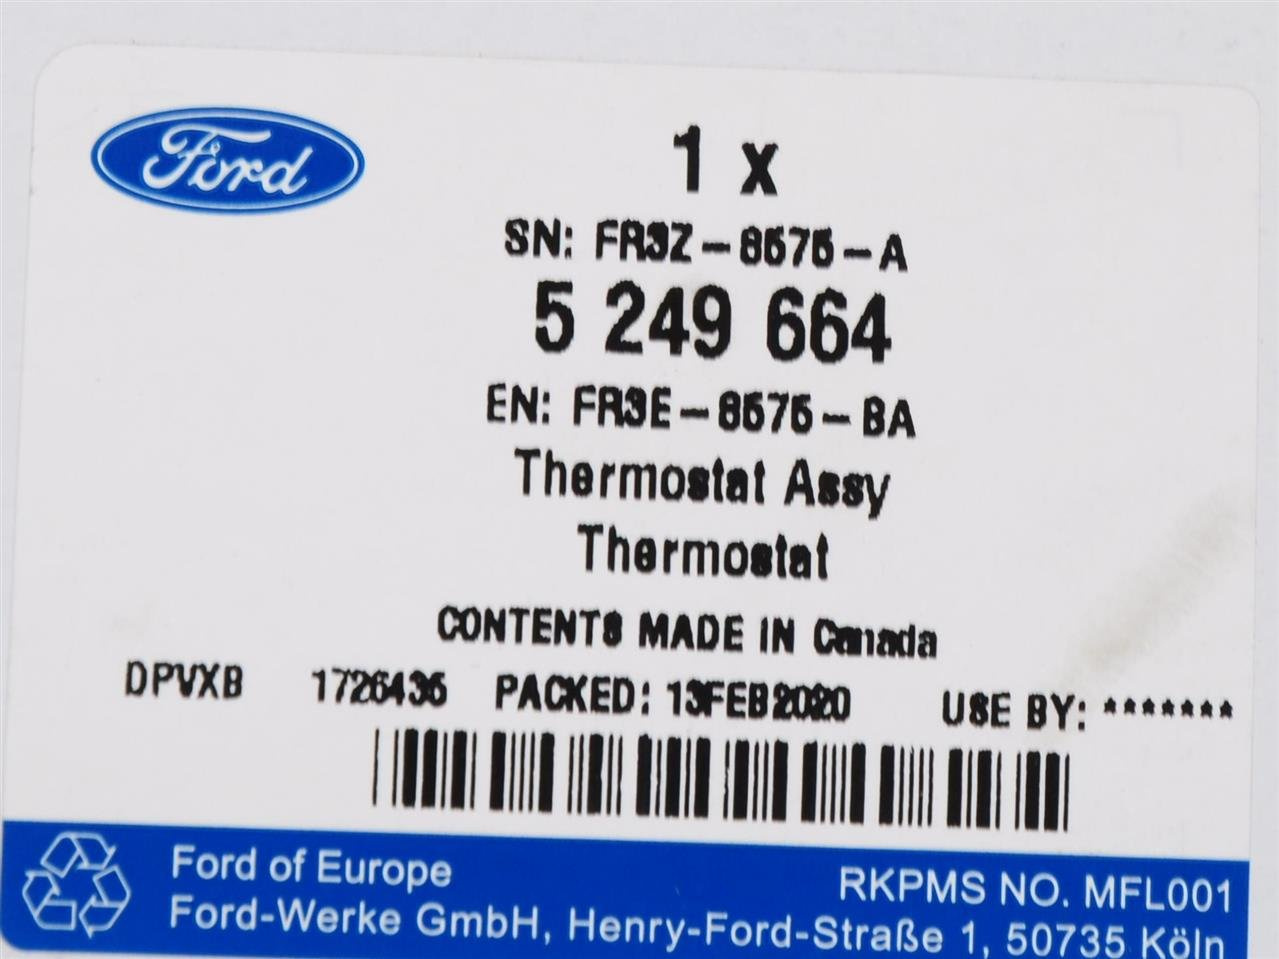 Ford
1 x
SN: FR3Z-8575-A
5 249 664
EN: FR3E-8575-BA
Thermostat Assy
Thermostat
CONTENTS MADE IN Canada
DPVXB 1726435 PACKED: 13FEB2020 USE BY: *******
Ford of Europe RKPMS NO. MFL001
Ford-Werke GmbH, Henry-Ford-Straße 1, 50735 Köln